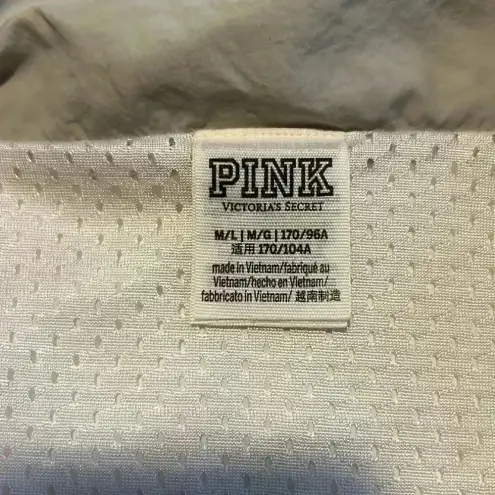 PINK
VICTORIA'S SECRET
M/L | M/G | 170/96A
适用 170/104A
made in Vietnam/fabriqué au
Vietnam/hecho en Vietnam/
fabbricato in Vietnam/ 越南制造